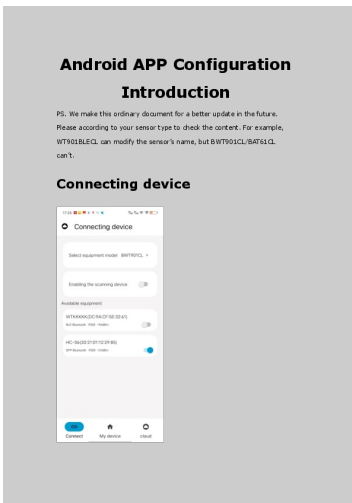 Android APP Configuration
Introduction
PS. We make this ordinary document for a better update in the future.
Please according to your sensor type to check the content. For example,
WT901BLECL can modify the sensor's name, but BWT901CL/BAT61CL
can't.
Connecting device
Connecting device
Select equipment model BWT901CL
Enabling the scanning device
Available equipment
Connect My device cloud